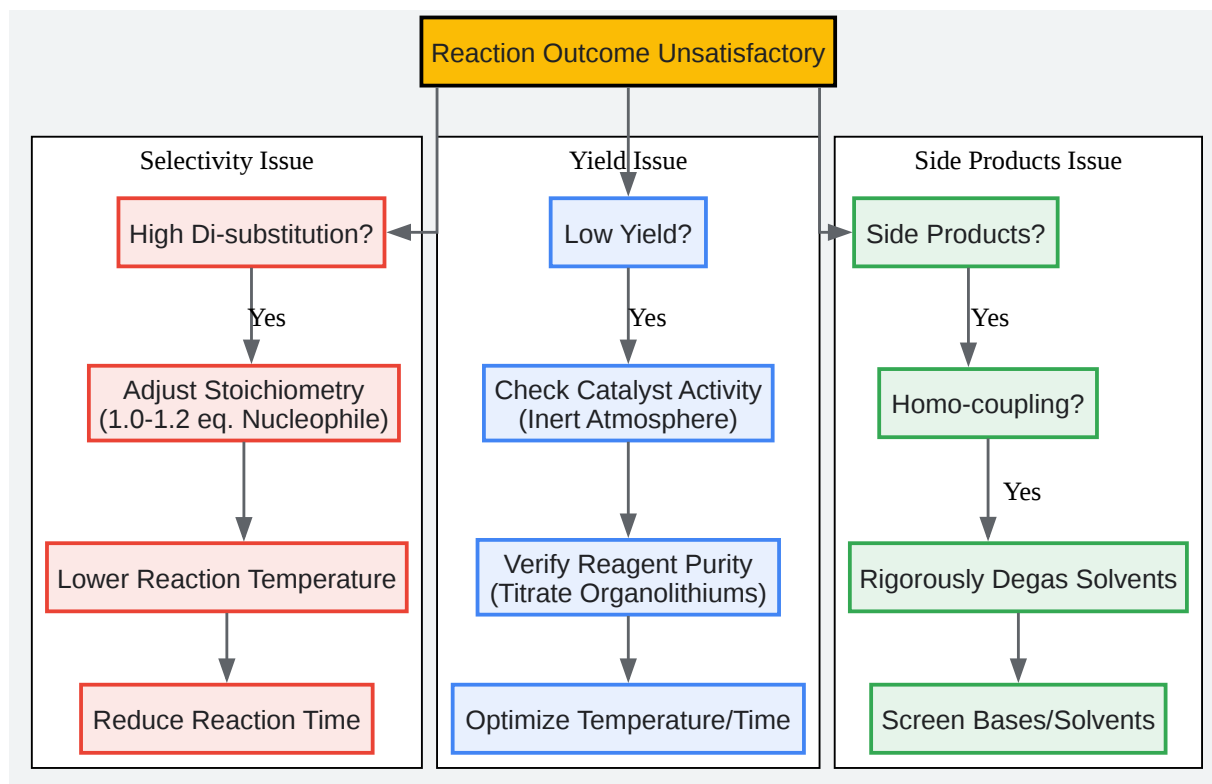 Reaction Outcome Unsatisfactory
Selectivity Issue
High Di-substitution?
Yes
Adjust Stoichiometry
(1.0-1.2 eq. Nucleophile)
Lower Reaction Temperature
Reduce Reaction Time
Yield Issue
Low Yield?
Yes
Check Catalyst Activity
(Inert Atmosphere)
Verify Reagent Purity
(Titrate Organolithiums)
Optimize Temperature/Time
Side Products Issue
Side Products?
Yes
Homo-coupling?
Yes
Rigorously Degas Solvents
Screen Bases/Solvents